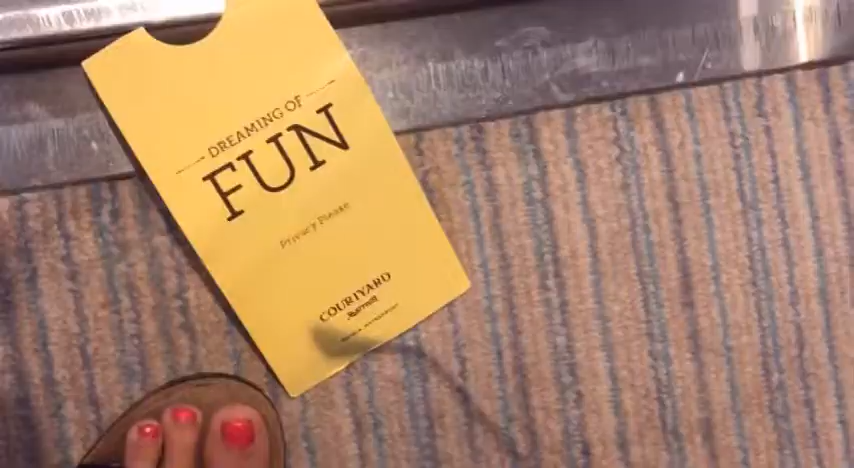 DREAMING OF
FUN
Privacy Please
COURTYARD
Marriott